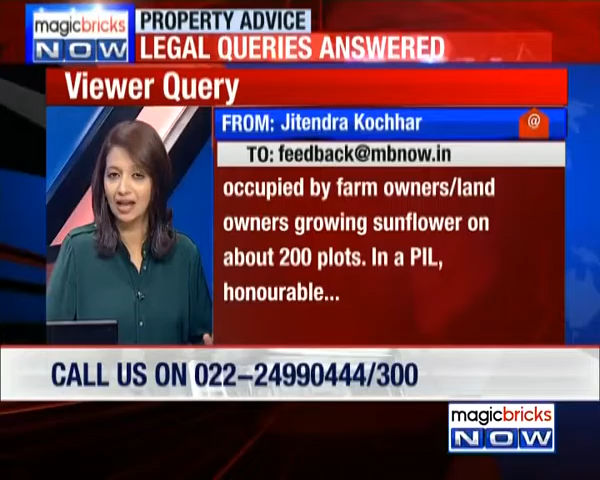 magicbricks
NOW
PROPERTY ADVICE
LEGAL QUERIES ANSWERED
Viewer Query
FROM: Jitendra Kochhar
@
TO: feedback@mbnow.in
occupied by farm owners/land
owners growing sunflower on
about 200 plots. In a PIL,
honourable...
CALL US ON 022–24990444/300
magicbricks
NOW